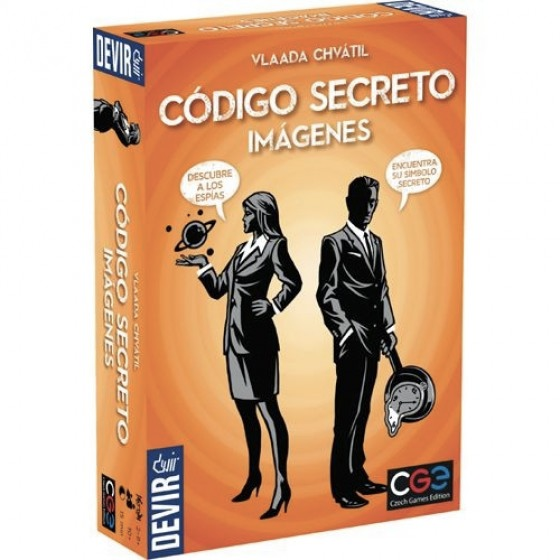 DEVIR
VLAADA CHVÁTIL
CÓDIGO SECRETO
IMÁGENES
DESCUBRE
A LOS
ESPÍAS
ENCUENTRA
SU SÍMBOLO
SECRETO
CÓDIGO SECRETO
IMÁGENES
VLAADA CHVÁTIL
DEVIR
CGE
Czech Games Edition